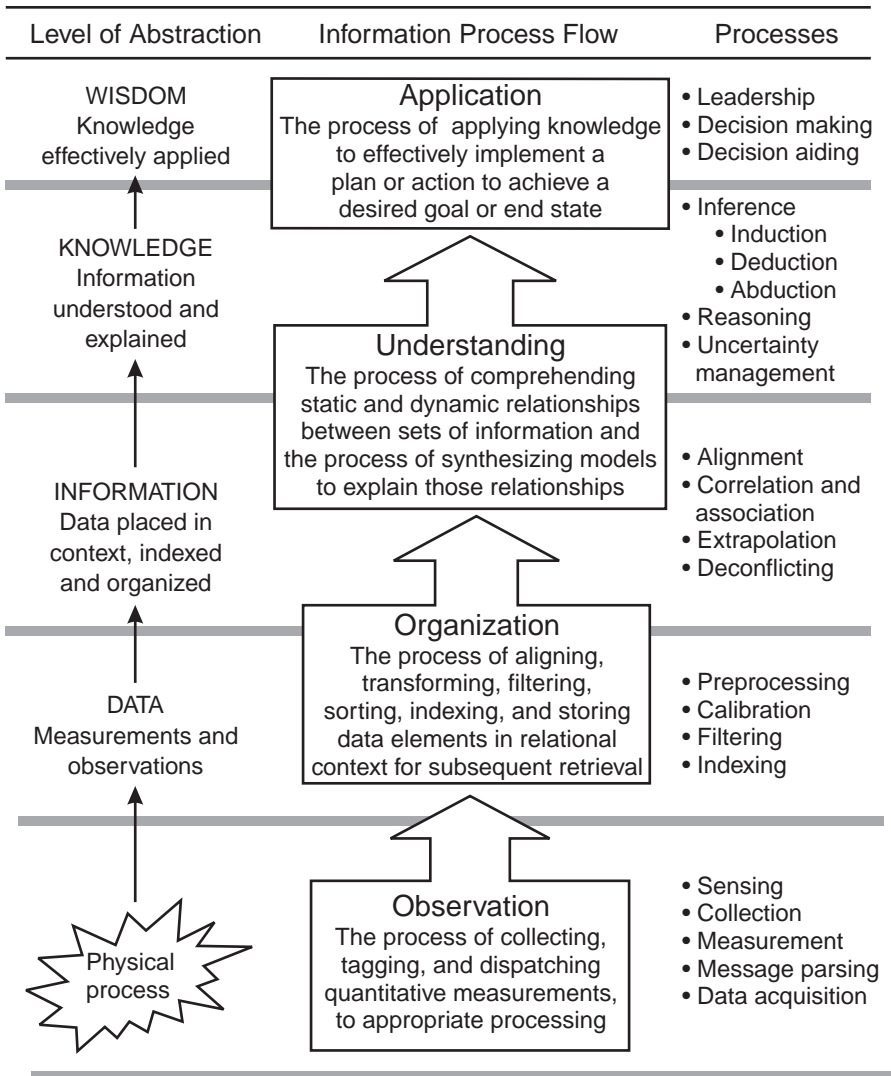 Level of Abstraction
Information Process Flow
Processes
WISDOM
Knowledge
effectively applied
Application
The process of applying knowledge
to effectively implement a
plan or action to achieve a
desired goal or end state
• Leadership
• Decision making
• Decision aiding
KNOWLEDGE
Information
understood and
explained
Understanding
The process of comprehending
static and dynamic relationships
between sets of information and
the process of synthesizing models
to explain those relationships
• Inference
• Induction
• Deduction
• Abduction
• Reasoning
• Uncertainty
management
INFORMATION
Data placed in
context, indexed
and organized
Organization
The process of aligning,
transforming, filtering,
sorting, indexing, and storing
data elements in relational
context for subsequent retrieval
• Alignment
• Correlation and
association
• Extrapolation
• Deconflicting
DATA
Measurements and
observations
• Preprocessing
• Calibration
• Filtering
• Indexing
Physical
process
Observation
The process of collecting,
tagging, and dispatching
quantitative measurements,
to appropriate processing
• Sensing
• Collection
• Measurement
• Message parsing
• Data acquisition